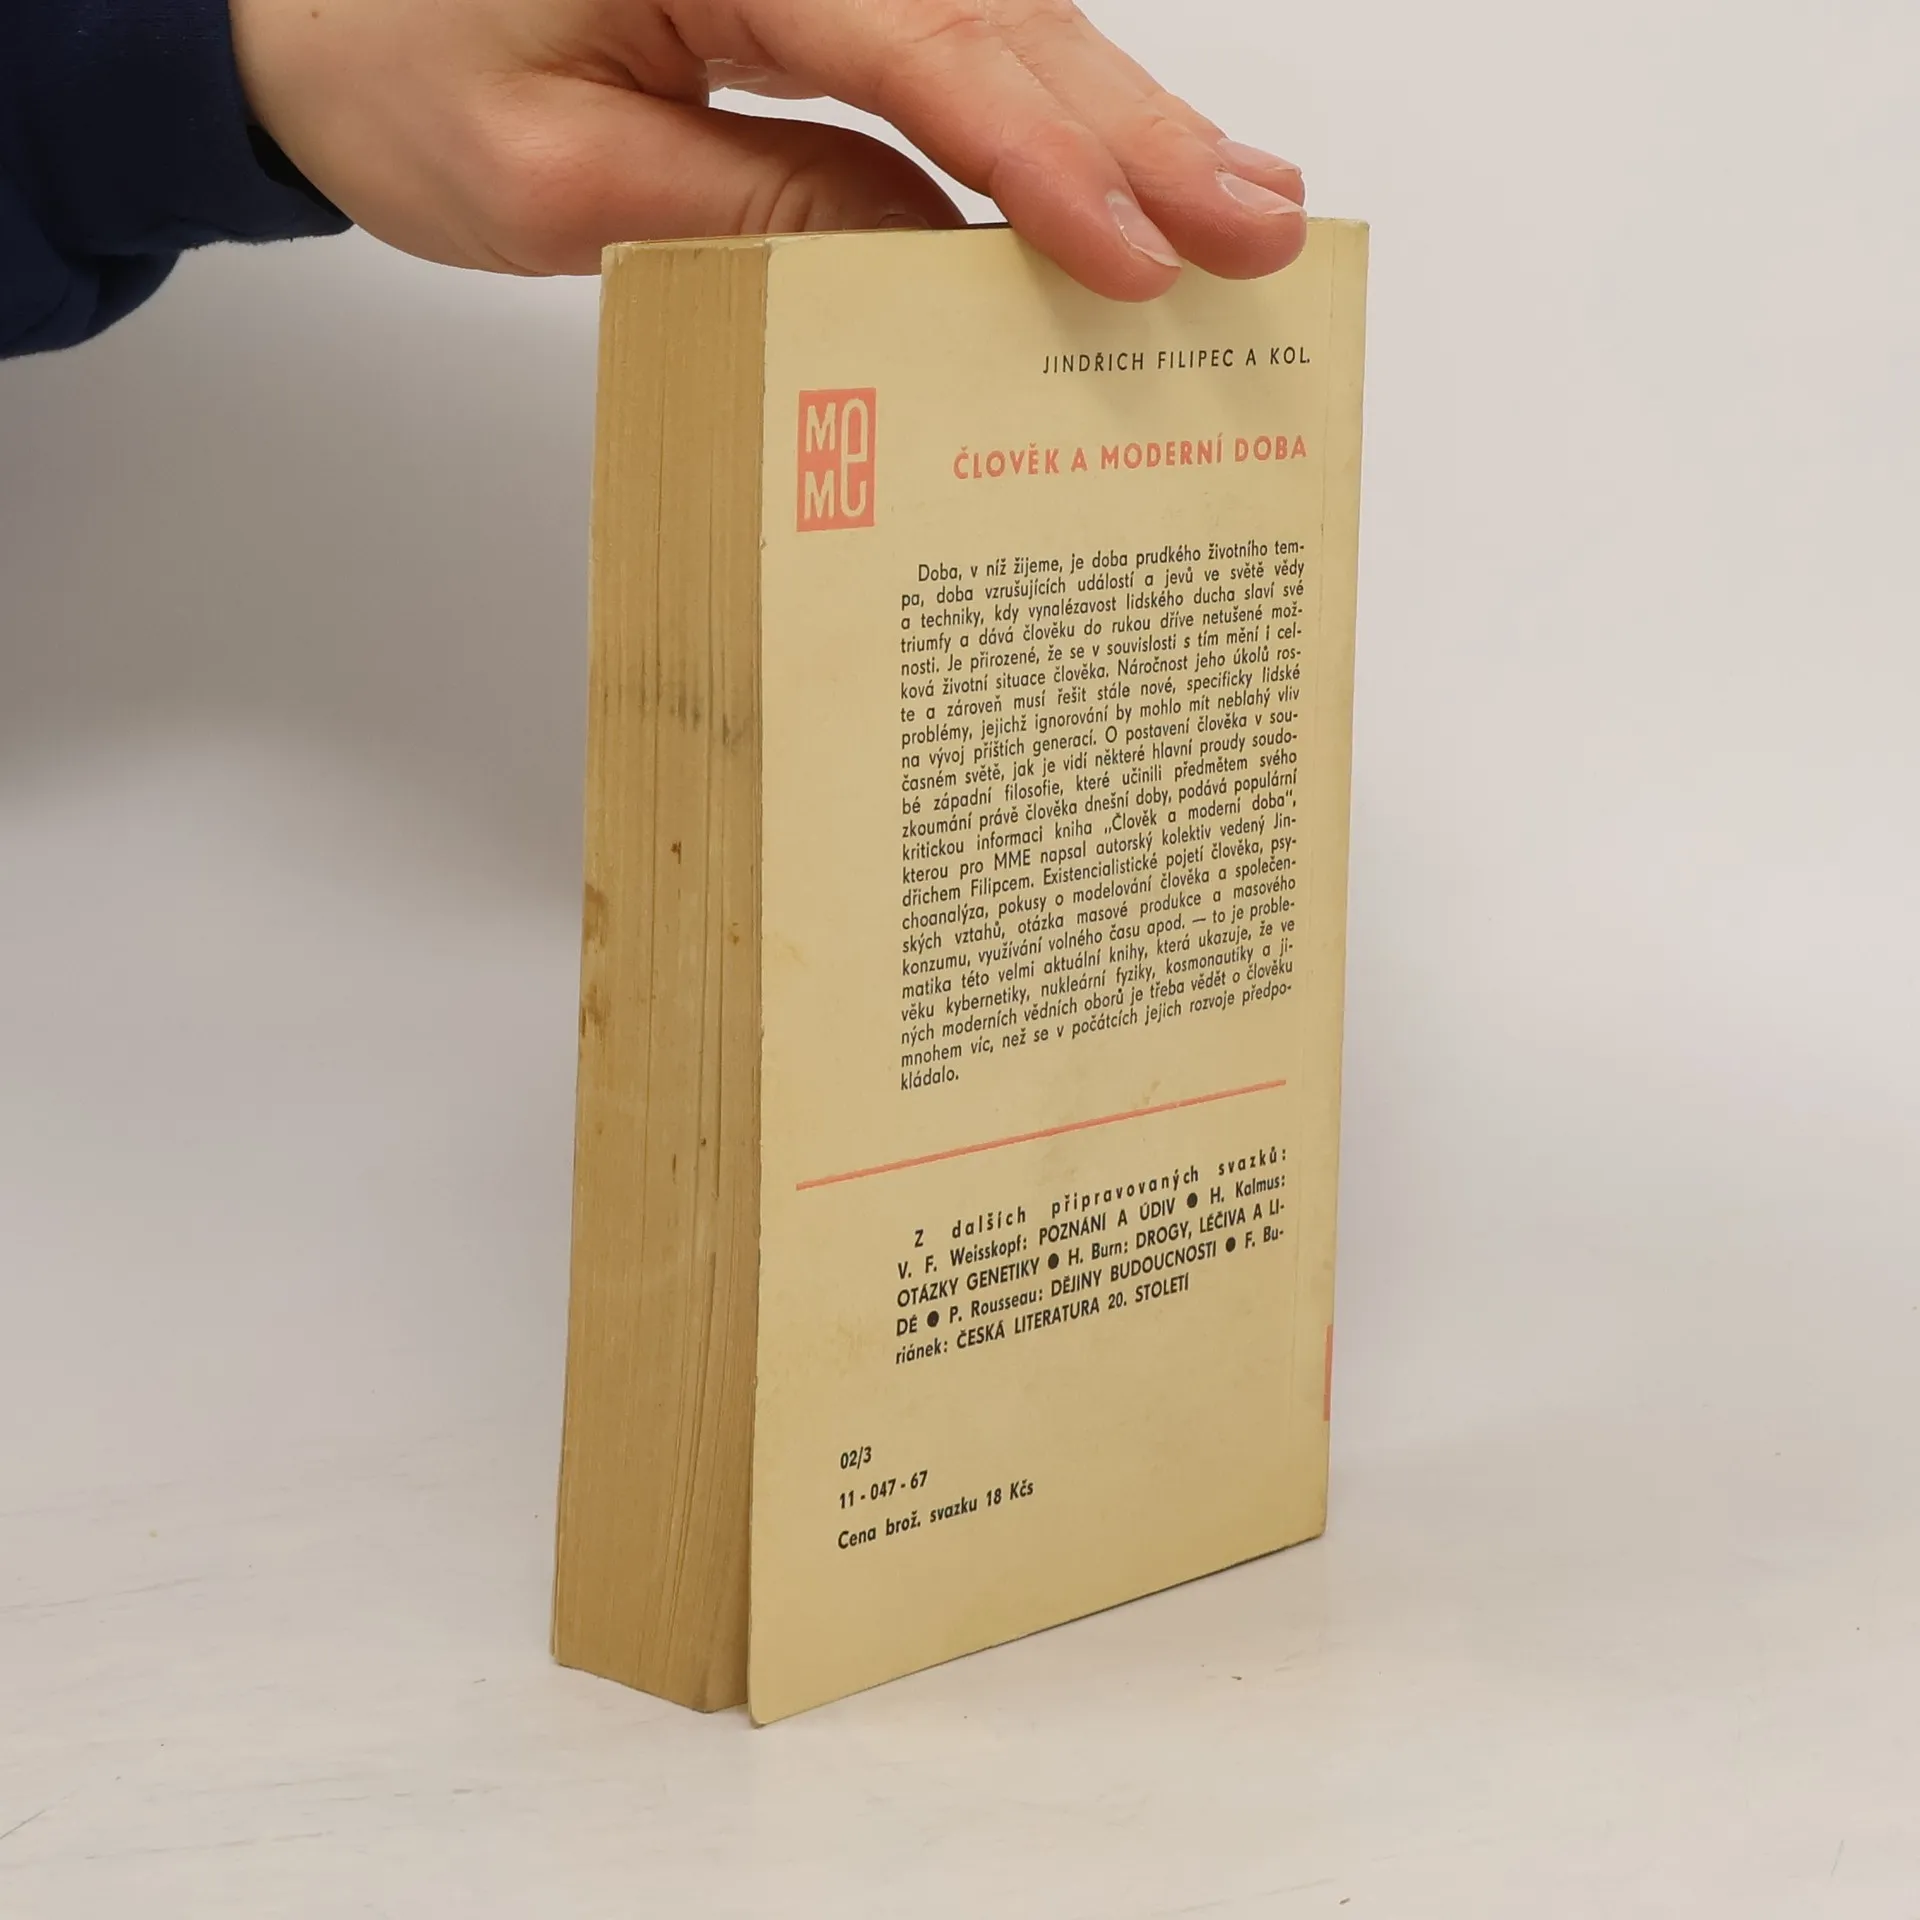 JINDŘICH FILIPEC A KOL.
MME
ČLOVĚK A MODERNÍ DOBA
Doba, v níž žijeme, je doba prudkého životního tem-
pa, doba vzrušujících událostí a jevů ve světě vědy
a techniky, kdy vynalézavost lidského ducha slaví své
triumfy a dává člověku do rukou dříve netušené mož-
nosti. Je přirozené, že se v souvislosti s tím mění i cel-
ková životní situace člověka. Náročnost jeho úkolů ros-
te a zároveň musí řešit stále nové, specificky lidské
problémy, jejichž ignorování by mohlo mít neblahý vliv
na vývoj příštích generací. O postavení člověka v sou-
časném světě, jak je vidí některé hlavní proudy soudo-
bé západní filosofie, které učinili předmětem svého
zkoumání právě člověka dnešní doby, podává populární
kritickou informaci kniha „Člověk a moderní doba“,
kterou pro MME napsal autorský kolektiv vedený Jin-
dřichem Filipcem. Existencialistické pojetí člověka, psy-
choanalýza, pokusy o modelování člověka a společen-
ských vztahů, otázka masové produkce a masového
konzumu, využívání volného času apod. — to je proble-
matika této velmi aktuální knihy, která ukazuje, že ve
věku kybernetiky, nukleární fyziky, kosmonautiky a ji-
ných moderních vědních oborů je třeba vědět o člověku
mnohem víc, než se v počátcích jejich rozvoje předpo-
kládalo.
Z dalších připravovaných svazků:
V. F. Weisskopf: POZNÁNÍ A ÚDIV ● H. Kalmus:
OTÁZKY GENETIKY ● H. Burn: DROGY, LÉČIVA A LI-
DÉ ● P. Rousseau: DĚJINY BUDOUCNOSTI ● F. Bu-
riánek: ČESKÁ LITERATURA 20. STOLETÍ
02/3
11 - 047 - 67
Cena brož. svazku 18 Kčs